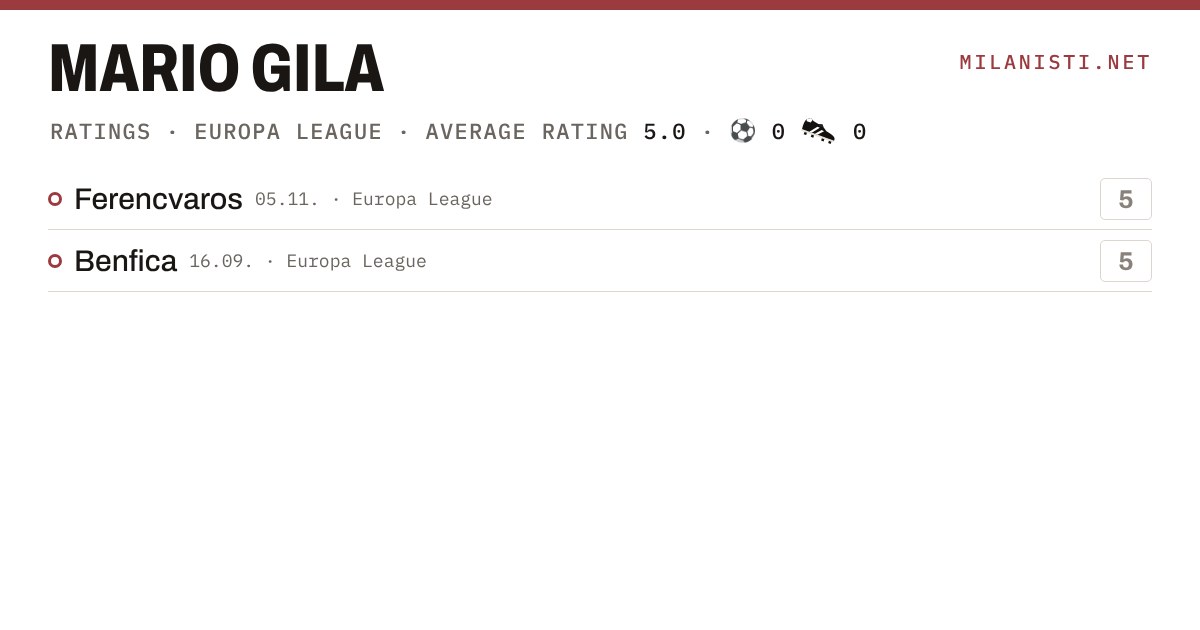 MARIO GILA
MILANISTI.NET
RATINGS · EUROPA LEAGUE · AVERAGE RATING 5.0 · ⚽ 0 0
Ferencvaros 05.11. · Europa League 5
Benfica 16.09. · Europa League 5